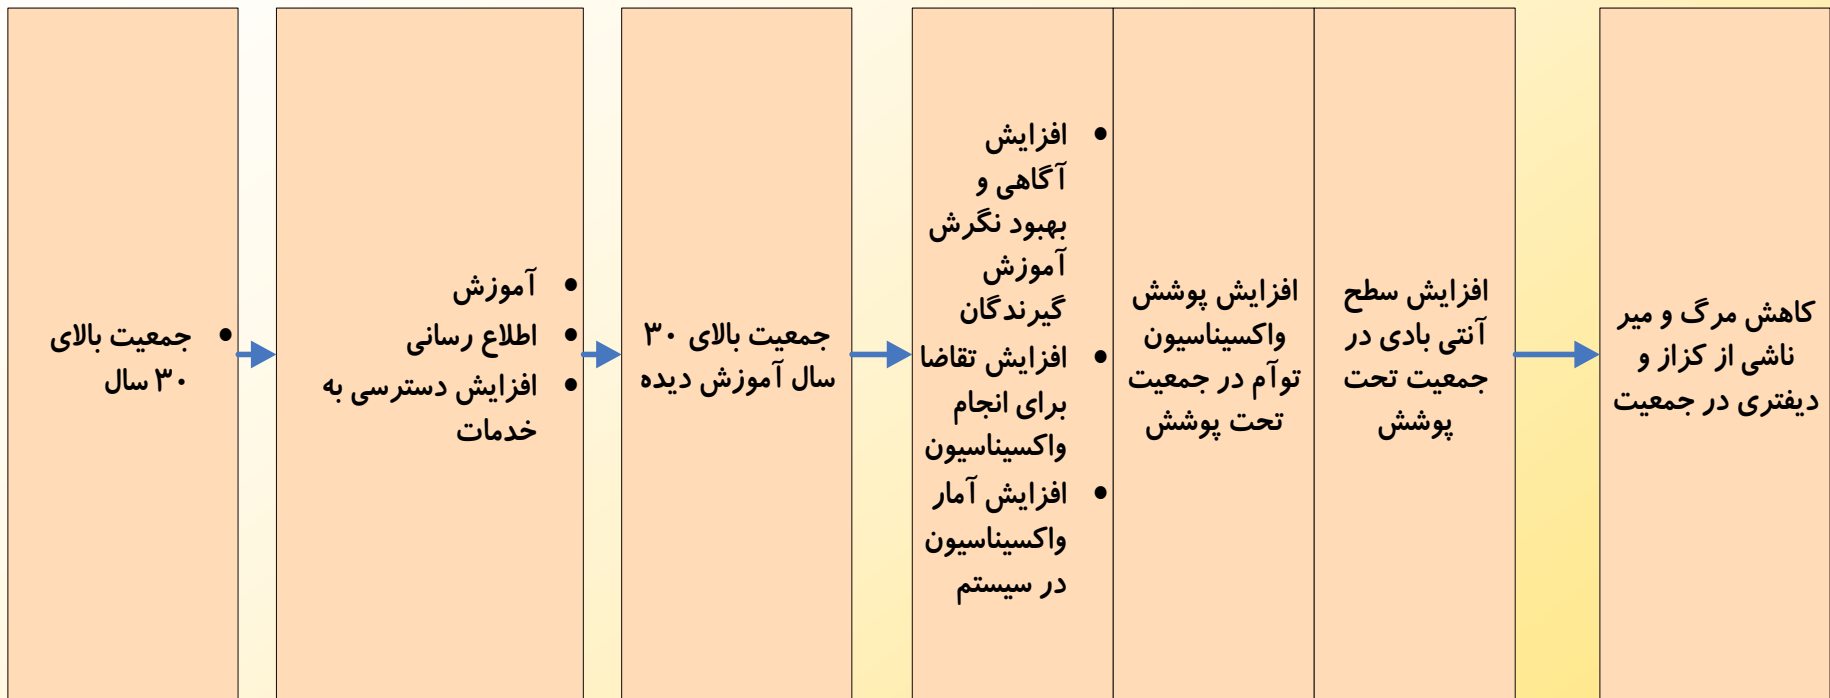 • جمعیت بالای
۳۰ سال
• آموزش
• اطلاع رسانی
• افزایش دسترسی به
خدمات
جمعیت بالای ۳۰
سال آموزش دیده
• افزایش
آگاهی و
بهبود نگرش
آموزش
گیرندگان
• افزایش تقاضا
برای انجام
واکسیناسیون
• افزایش آمار
واکسیناسیون
در سیستم
افزایش پوشش
واکسیناسیون
توآم در جمعیت
تحت پوشش
افزایش سطح
آنتی بادی در
جمعیت تحت
پوشش
کاهش مرگ و میر
ناشی از کزاز و
دیفتری در جمعیت